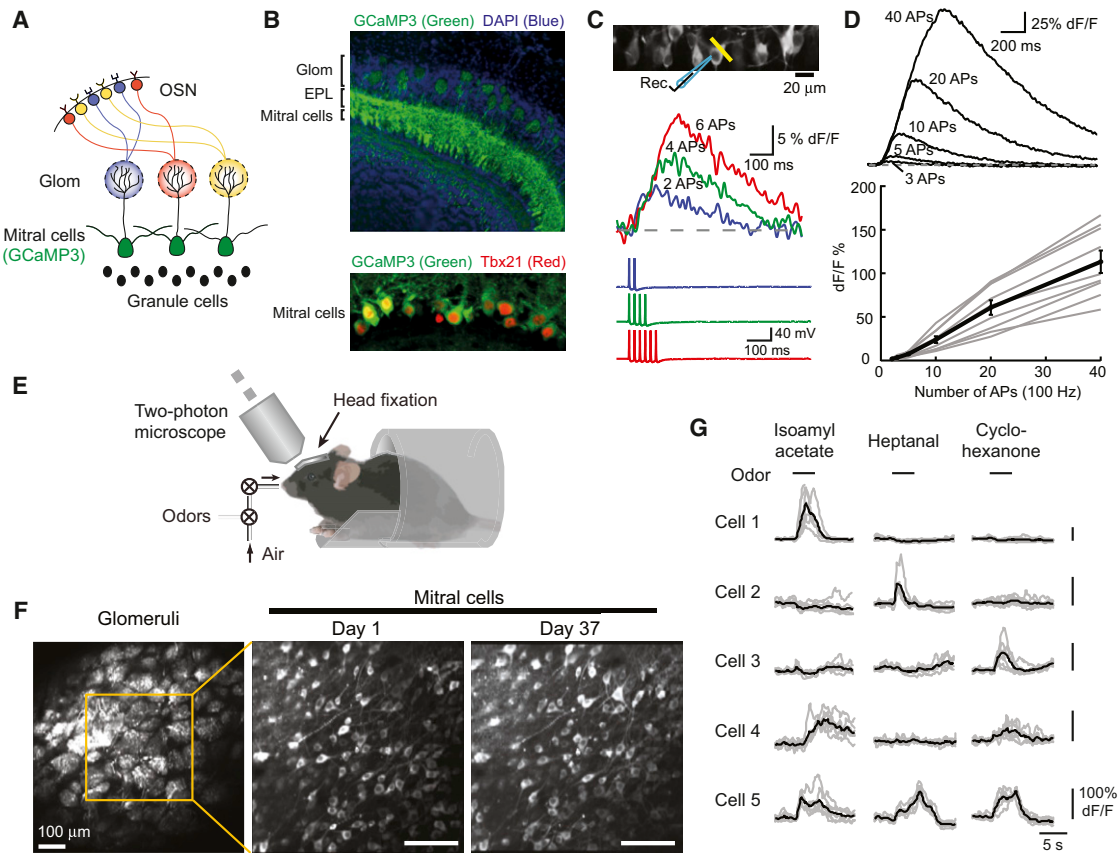 A
OSN
Glom
Mitral cells
(GCaMP3)
Granule cells
B
GCaMP3 (Green) DAPI (Blue)
Glom
EPL
Mitral cells
GCaMP3 (Green) Tbx21 (Red)
Mitral cells
C
Rec
20 μm
6 APs
4 APs
2 APs
5 % dF/F
100 ms
40 mV
100 ms
D
40 APs
25% dF/F
200 ms
20 APs
10 APs
5 APs
3 APs
200
150
100
50
0
dF/F %
0 10 20 30 40
Number of APs (100 Hz)
E
Two-photon
microscope
Head fixation
Odors
Air
F
Glomeruli
Mitral cells
Day 1
Day 37
100 μm
G
Isoamyl
acetate
Heptanal
Cyclo-
hexanone
Odor
Cell 1
Cell 2
Cell 3
Cell 4
Cell 5
100%
dF/F
5 s